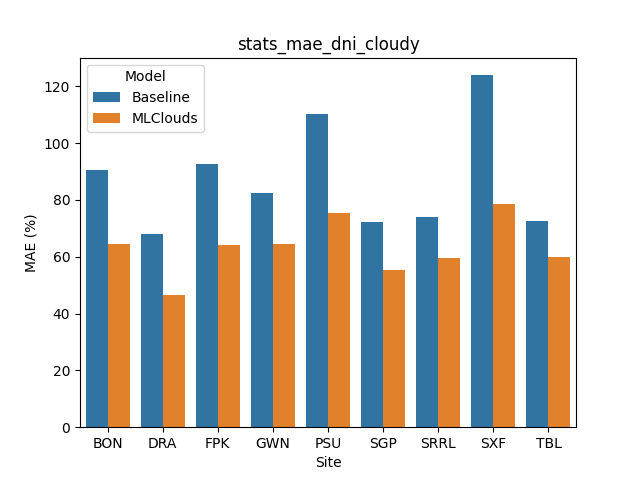 stats_mae_dni_cloudy
Model
Baseline
MLClouds
MAE (%)
120
100
80
60
40
20
0
BON DRA FPK GWN PSU SGP SRRL SXF TBL
Site